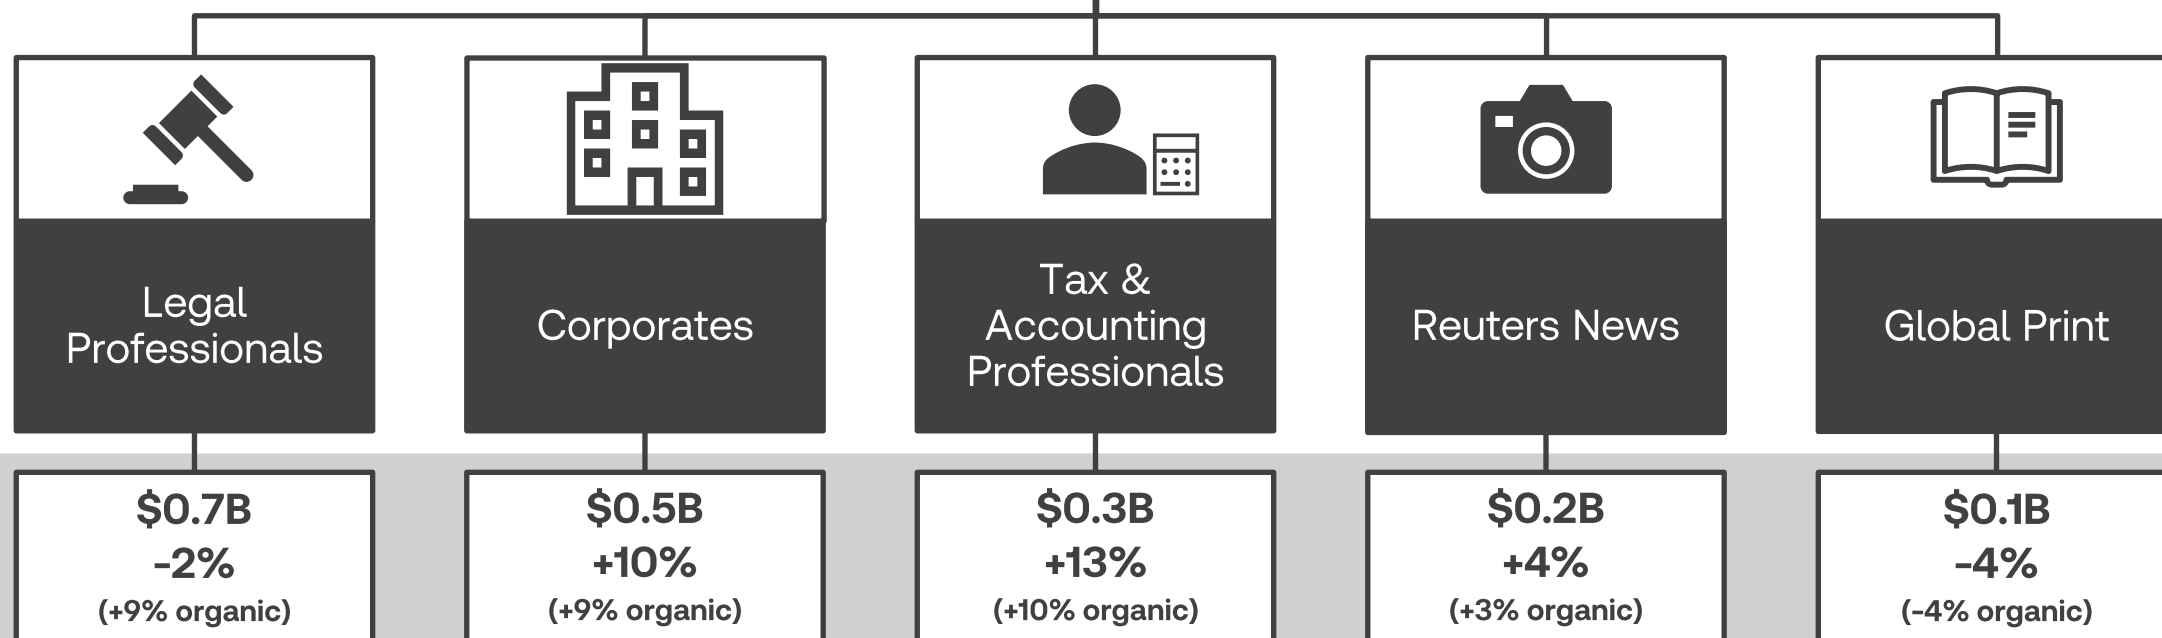 Legal
Professionals
Corporates
Tax &
Accounting
Professionals
Reuters News
Global Print
$0.7B
-2%
(+9% organic)
$0.5B
+10%
(+9% organic)
$0.3B
+13%
(+10% organic)
$0.2B
+4%
(+3% organic)
$0.1B
-4%
(-4% organic)